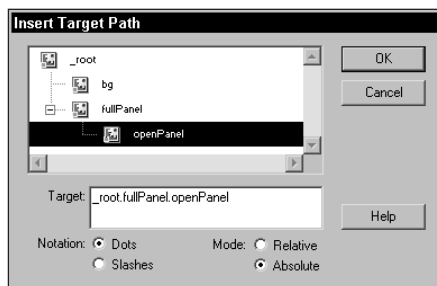 Insert Target Path
_root
OK
bg
Cancel
fullPanel
openPanel
Target: _root.fullPanel.openPanel
Help
Notation: Dots Mode: Relative
Slashes Absolute